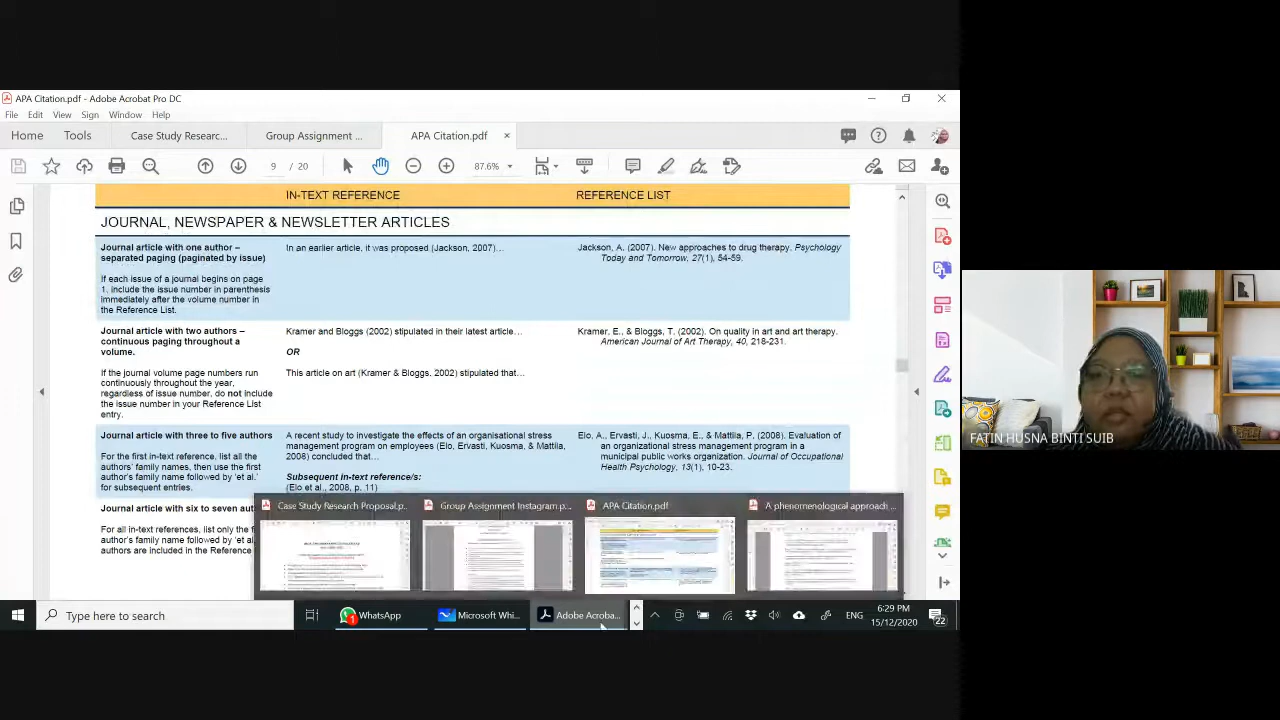 APA Citation.pdf - Adobe Acrobat Pro DC
File Edit View Sign Window Help
Home Tools Case Study Researc... Group Assignment ... APA Citation.pdf ×
9 / 20 87.6%
IN-TEXT REFERENCE REFERENCE LIST
JOURNAL, NEWSPAPER & NEWSLETTER ARTICLES
Journal article with one author –
separated paging (paginated by issue)
If each issue of a journal begins on page
1, include the issue number in parenthesis
immediately after the volume number in
the Reference List.
In an earlier article, it was proposed (Jackson, 2007)…
Jackson, A. (2007). New approaches to drug therapy. Psychology
Today and Tomorrow, 27(1), 54-59.
Journal article with two authors –
continuous paging throughout a
volume.
If the journal volume page numbers run
continuously throughout the year,
regardless of issue number, do not include
the issue number in your Reference List
entry.
Kramer and Bloggs (2002) stipulated in their latest article…
OR
This article on art (Kramer & Bloggs, 2002) stipulated that…
Kramer, E., & Bloggs, T. (2002). On quality in art and art therapy.
American Journal of Art Therapy, 40, 218-231.
Journal article with three to five authors
For the first in-text reference, list all the
authors' family names, then use the first
author's family name followed by 'et al.'
for subsequent entries.
A recent study to investigate the effects of an organisational stress
management program on employees (Elo, Ervasti, Kuosma, & Mattila,
2008) concluded that…
Subsequent in-text reference/s:
(Elo et al., 2008, p. 11)
Elo, A., Ervasti, J., Kuosma, E., & Mattila, P. (2008). Evaluation of
an organizational stress management program in a
municipal public works organization. Journal of Occupational
Health Psychology, 13(1), 10-23.
Journal article with six to seven aut
For all in-text references, list only the f
author's family name followed by 'et a
authors are included in the Reference
Case Study Research Proposal.p...
Group Assignment Instagram.p...
APA Citation.pdf
A phenomenological approach ...
FATIN HUSNA BINTI SUIB
Type here to search
1
WhatsApp
Microsoft Whi...
Adobe Acroba...
ENG
6:29 PM
15/12/2020
22